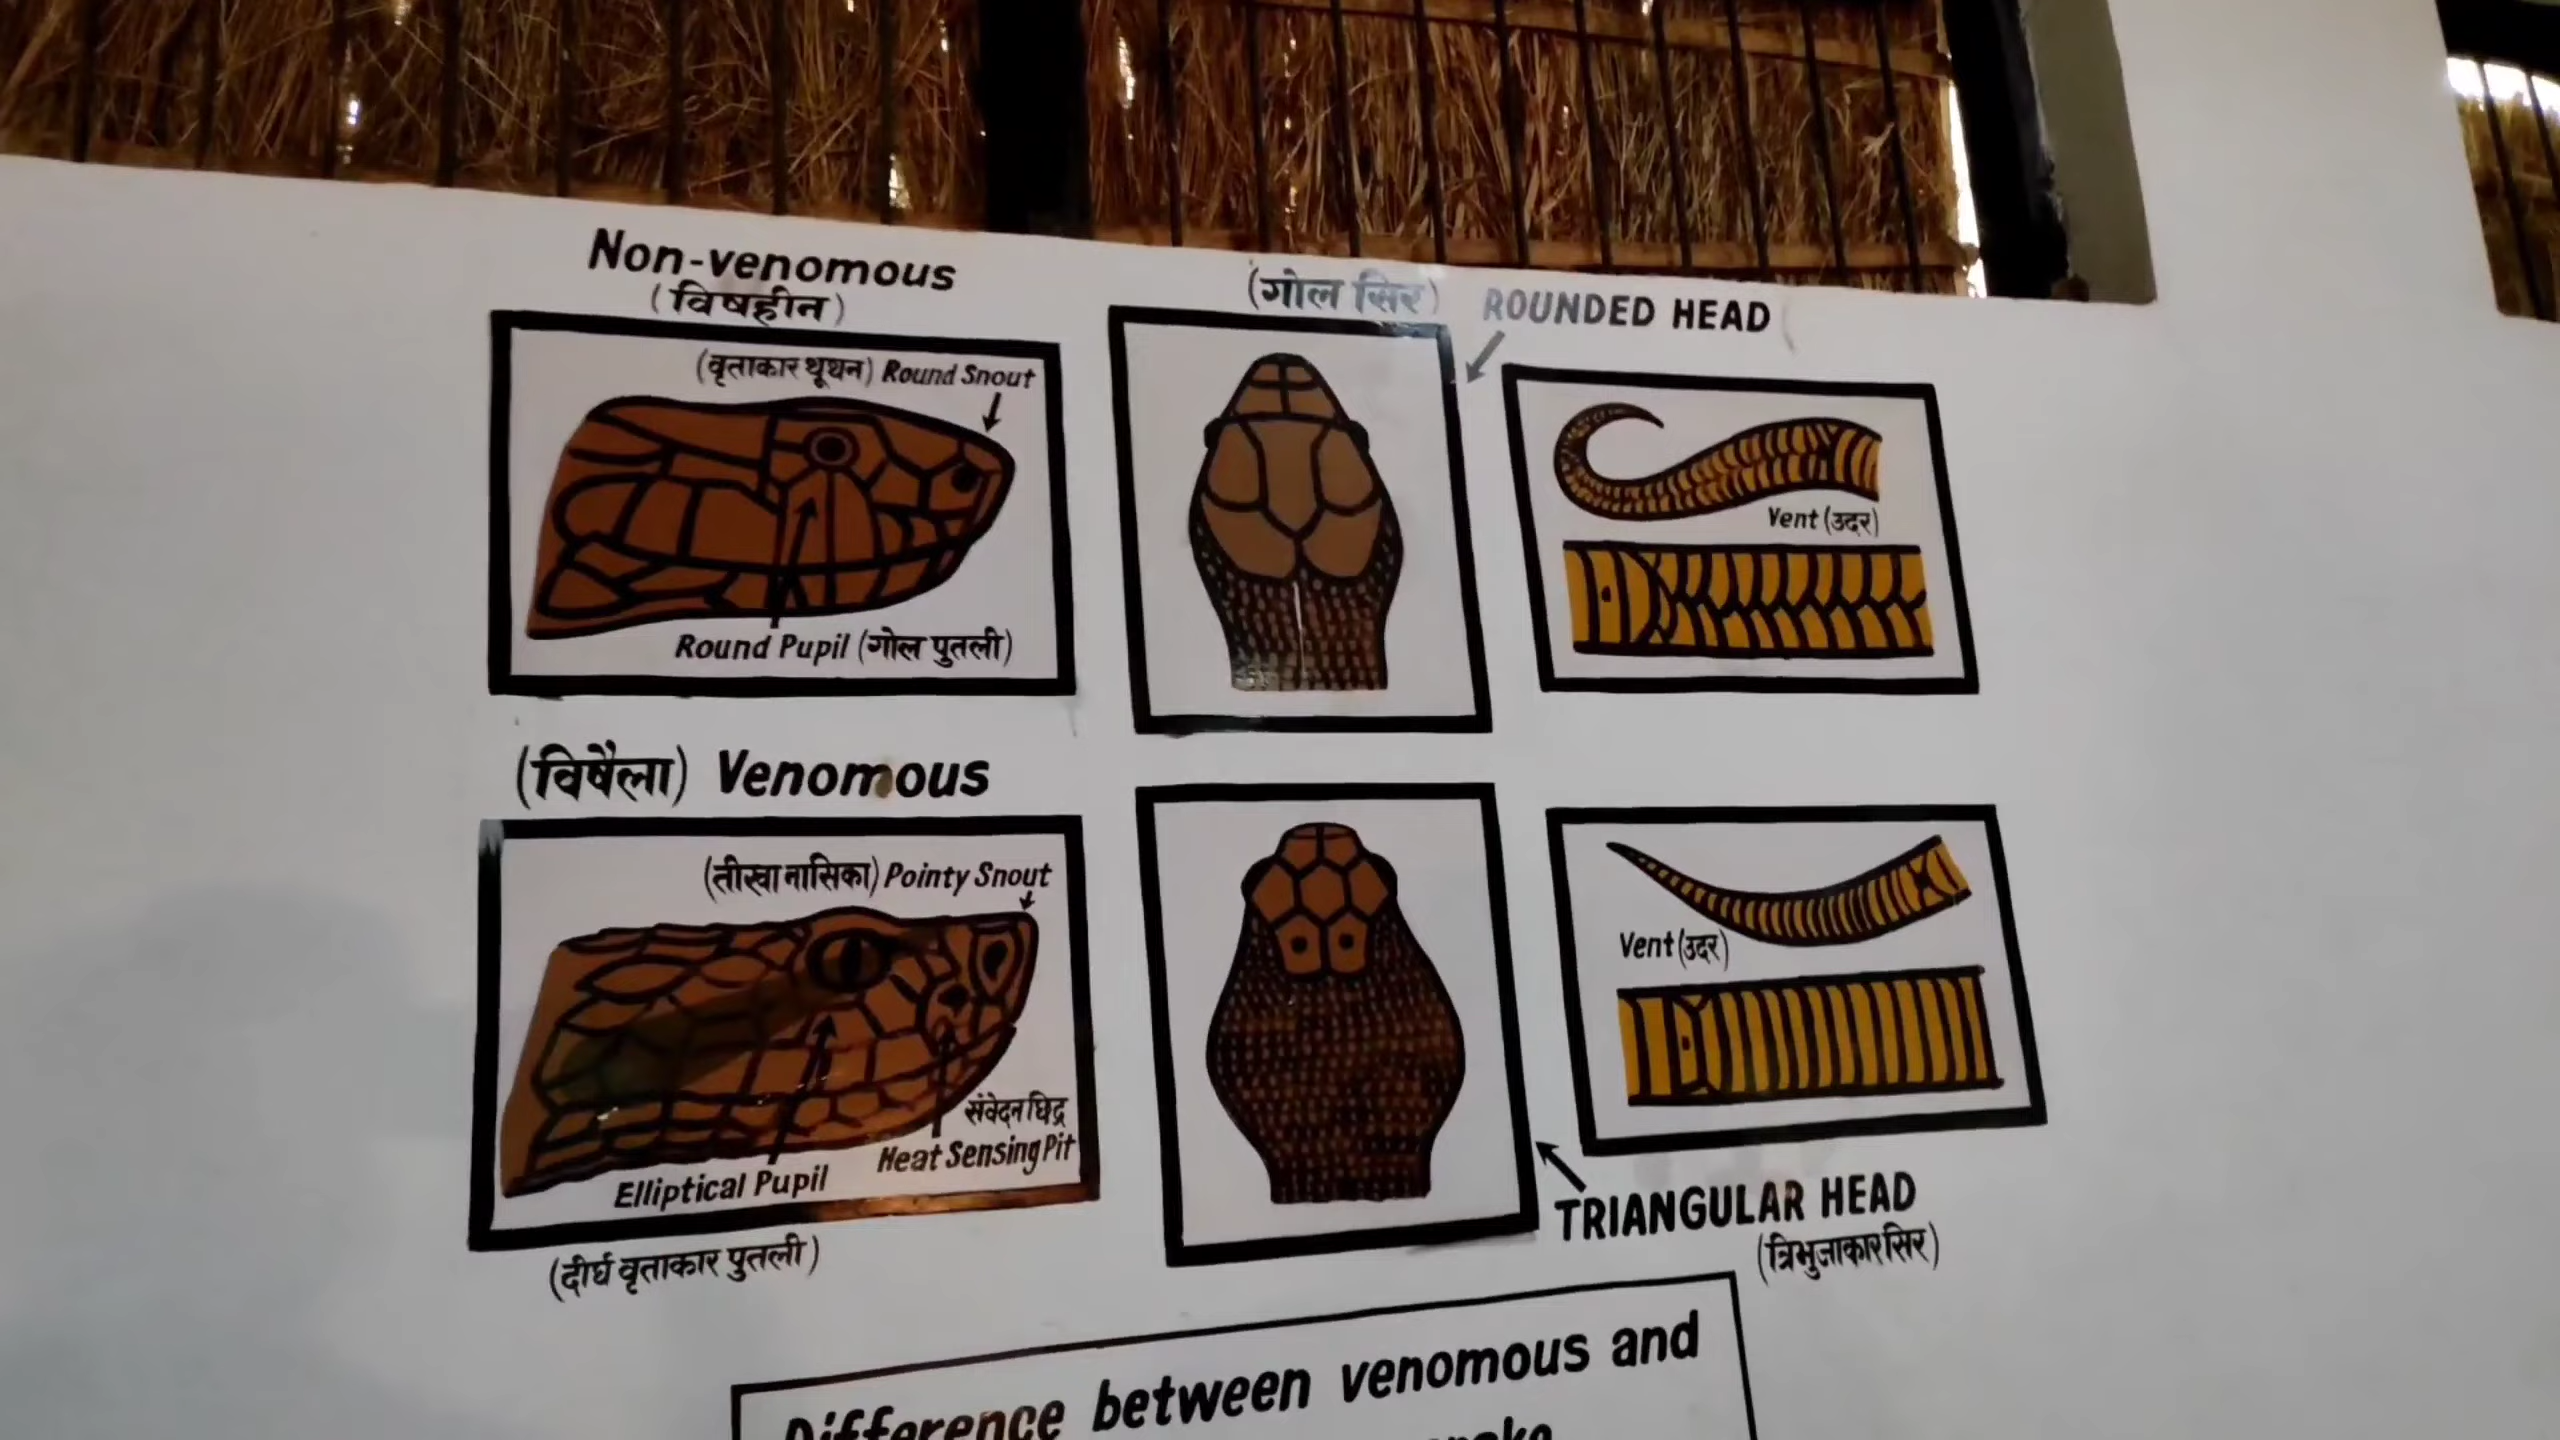 Non-venomous
(विषहीन)
(गोल सिर) ROUNDED HEAD
(वृताकार थूथन) Round Snout
Round Pupil (गोल पुतली)
Vent (उदर)
(विषैला) Venomous
(तीखा नासिका) Pointy Snout
संवेदन छिद्र
Heat Sensing Pit
Elliptical Pupil
(दीर्घ वृताकार पुतली)
Vent (उदर)
TRIANGULAR HEAD
(त्रिभुजाकार सिर)
Difference between venomous and